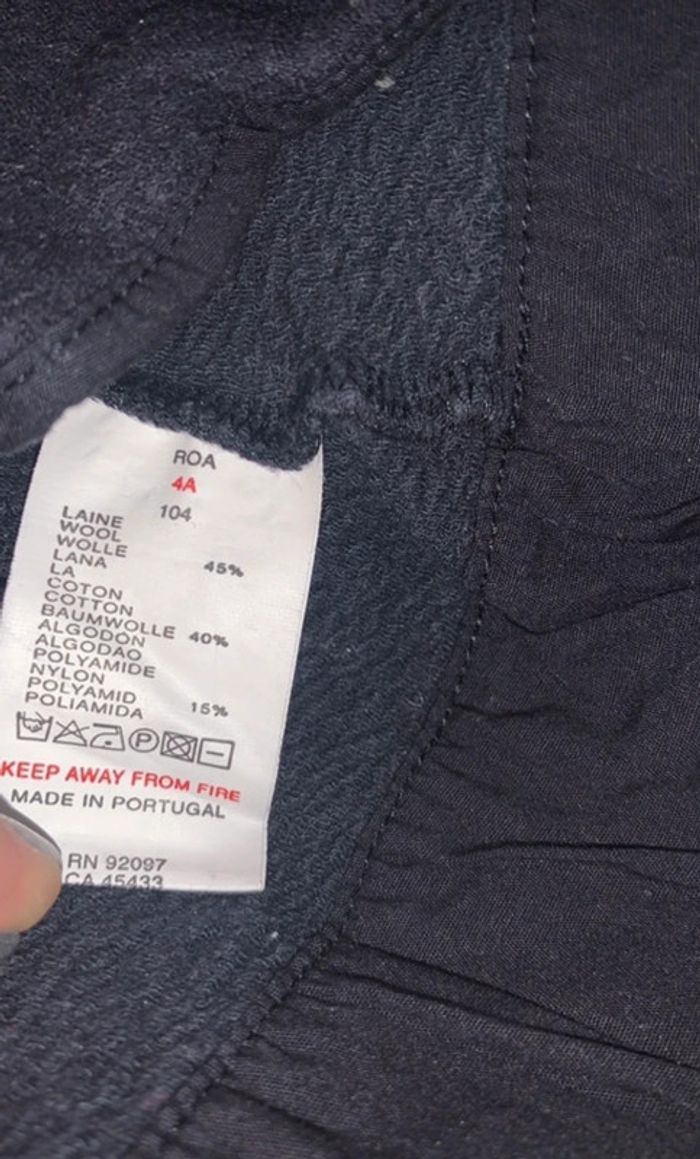 ROA
4A
104
LAINE
WOOL
WOLLE
LANA
LA 45%
COTON
COTTON
BAUMWOLLE
ALGODÓN 40%
ALGODAO
POLYAMIDE
NYLON
POLYAMID
POLIAMIDA 15%
P
KEEP AWAY FROM FIRE
MADE IN PORTUGAL
RN 92097
CA 45433